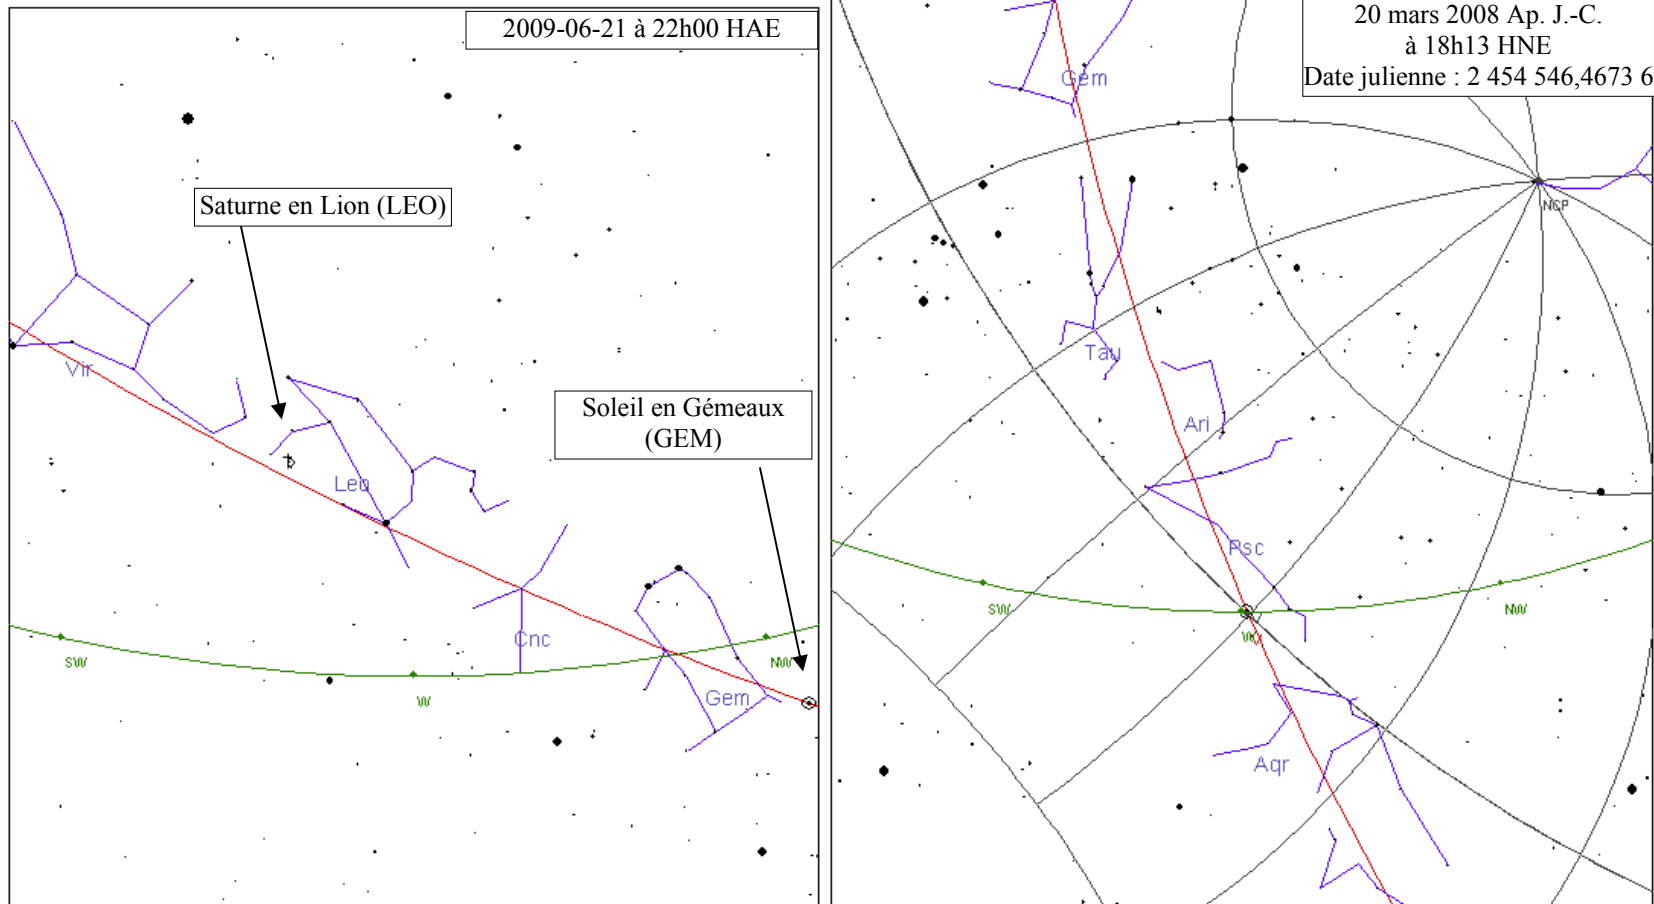 2009-06-21 à 22h00 HAE
Saturne en Lion (LEO)
Soleil en Gémeaux
(GEM)
Vir
Leo
Cnc
Gem
SW
W
NW
20 mars 2008 Ap. J.-C.
à 18h13 HNE
Date julienne : 2 454 546,4673 6
Gem
NCP
Tau
Ari
Psc
SW
W
NW
Aqr